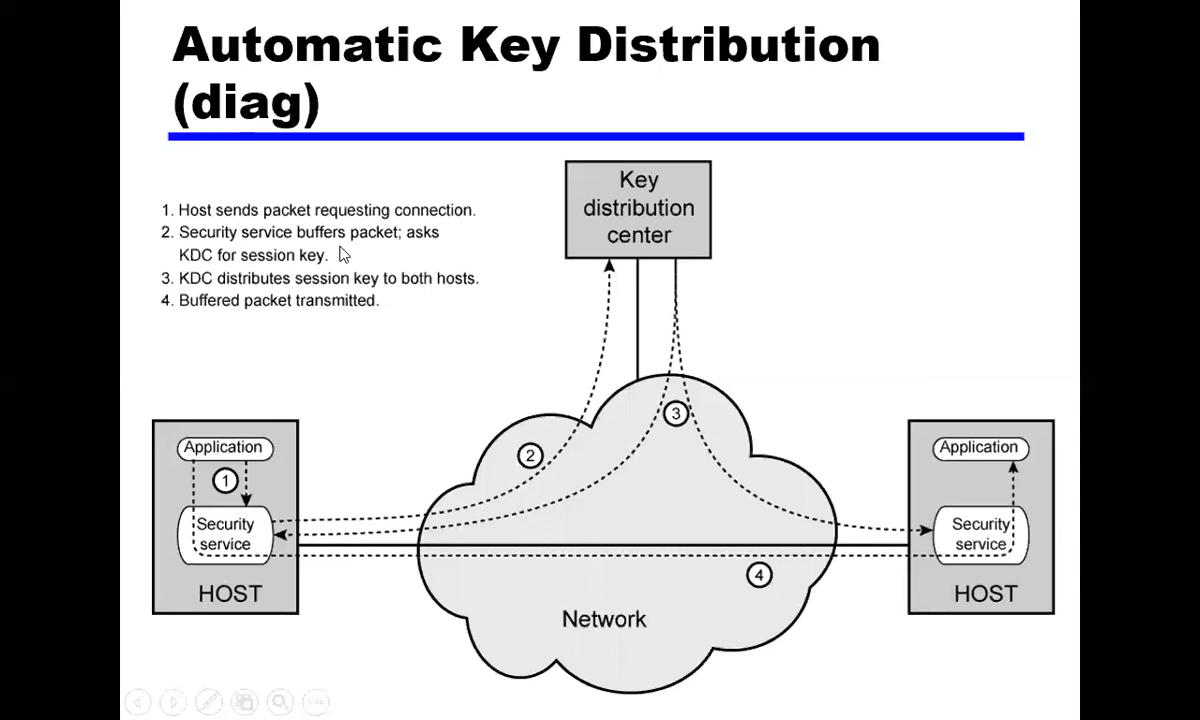 Automatic Key Distribution
(diag)
Key
distribution
center
1. Host sends packet requesting connection.
2. Security service buffers packet; asks
KDC for session key.
3. KDC distributes session key to both hosts.
4. Buffered packet transmitted.
3
2
Application
1
Security
service
HOST
Application
Security
service
HOST
4
Network